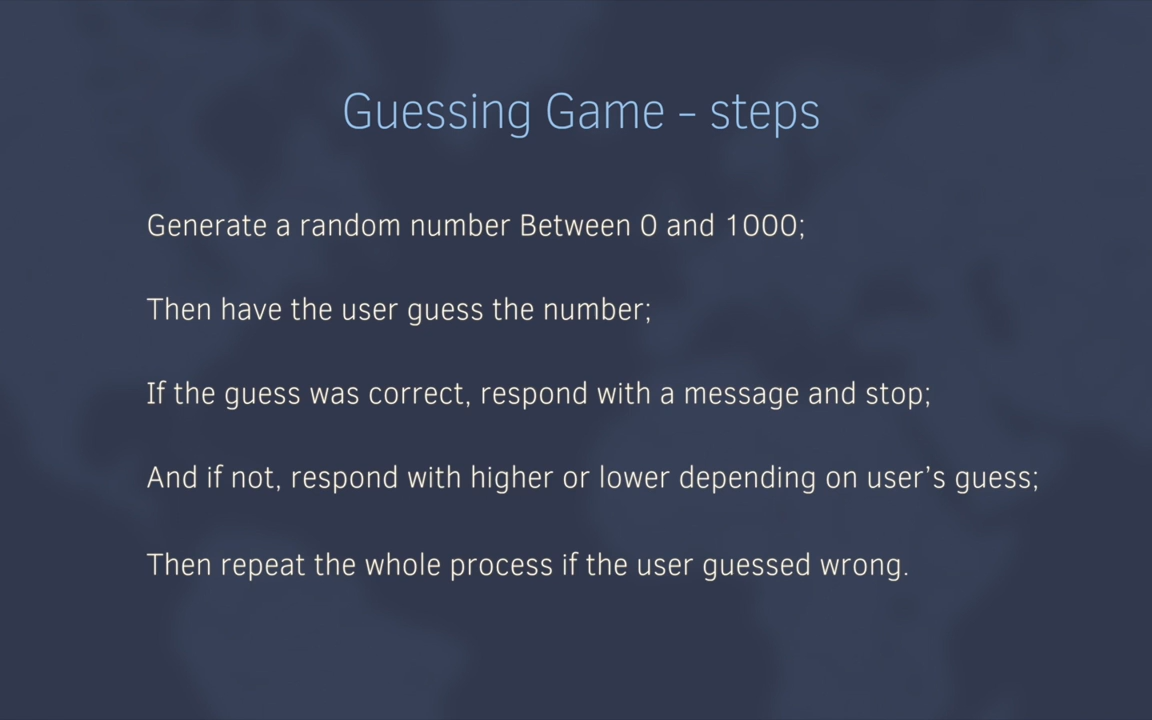 Guessing Game – steps
Generate a random number Between 0 and 1000;
Then have the user guess the number;
If the guess was correct, respond with a message and stop;
And if not, respond with higher or lower depending on user’s guess;
Then repeat the whole process if the user guessed wrong.